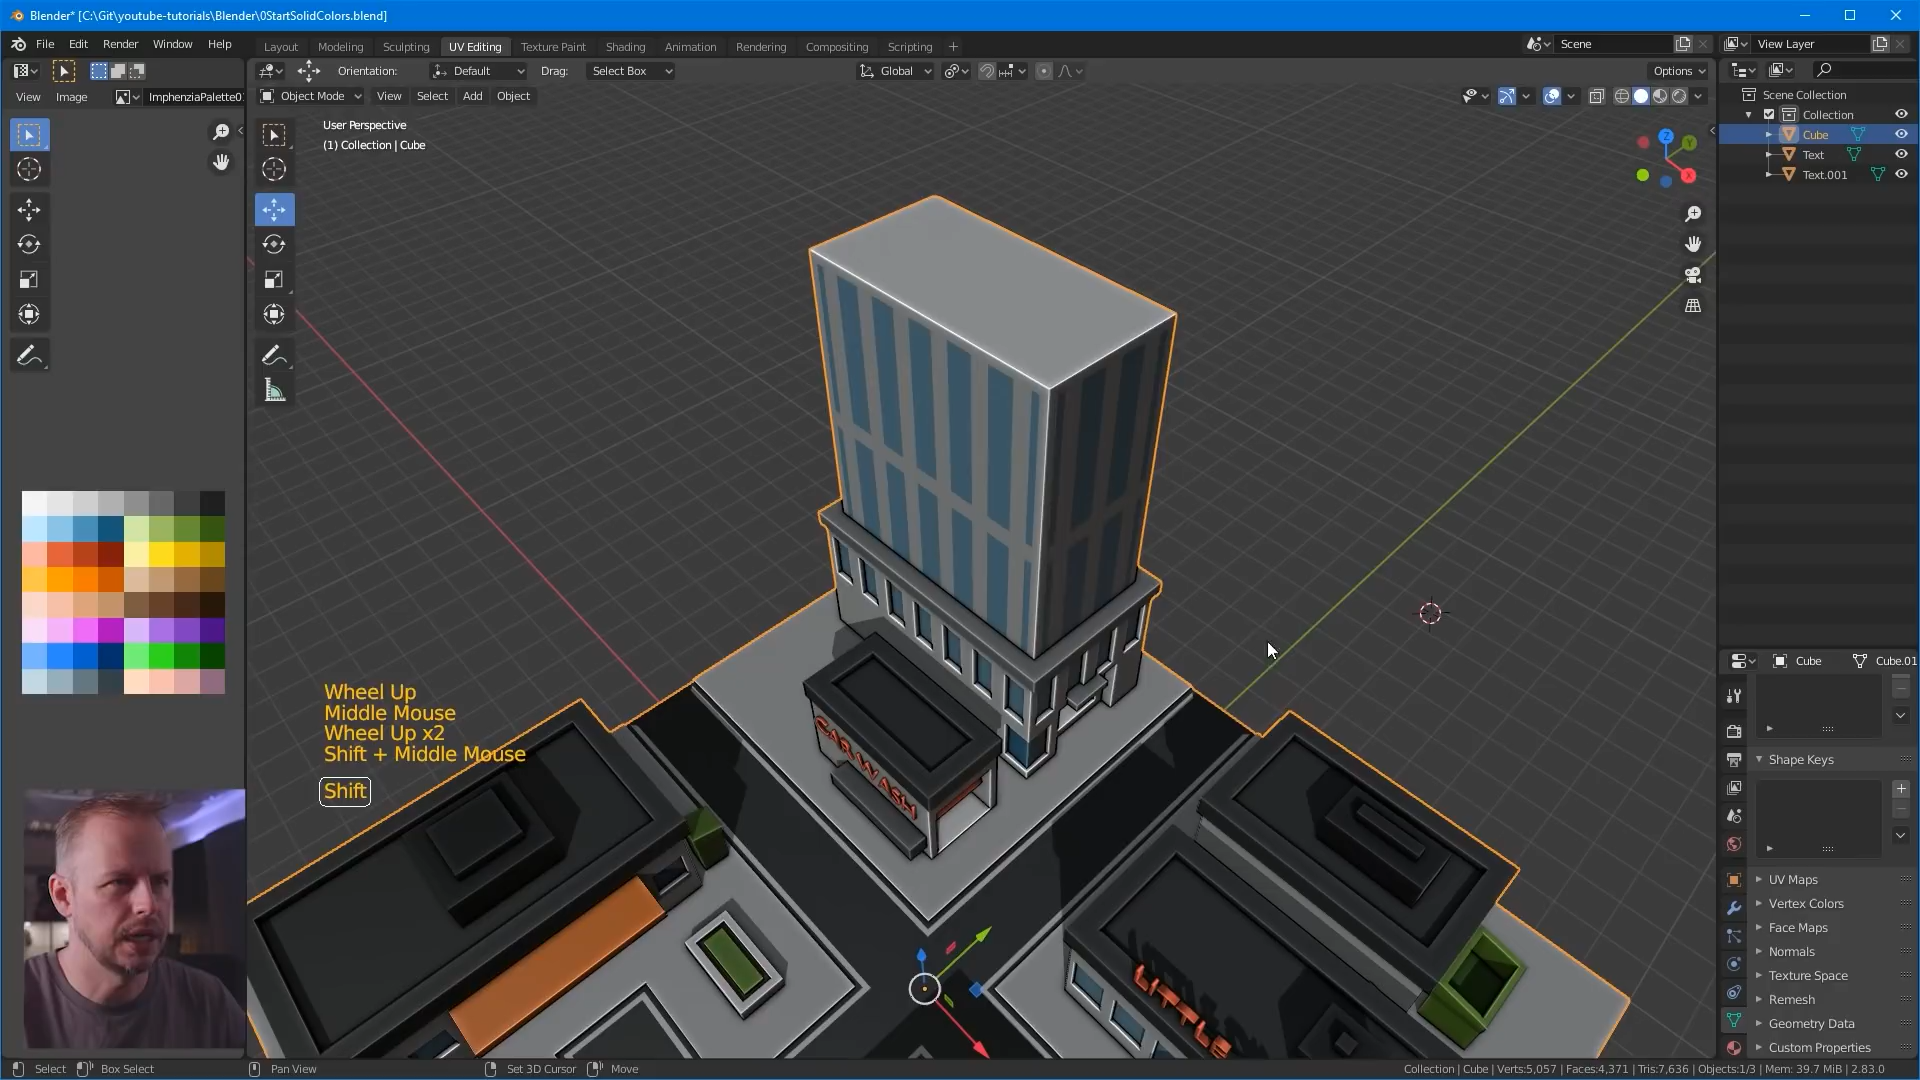 Blender* [C:\Git\youtube-tutorials\Blender\0StartSolidColors.blend]
File Edit Render Window Help
Layout Modeling Sculpting UV Editing Texture Paint Shading Animation Rendering Compositing Scripting +
Scene
View Layer
Orientation: Default Drag: Select Box
Global
Options
View Image ImphenziaPalette0
Object Mode View Select Add Object
User Perspective
(1) Collection | Cube
Scene Collection
Collection
Cube
Text
Text.001
X
Y
Z
CAR WASH
LITTLE
Wheel Up
Middle Mouse
Wheel Up x2
Shift + Middle Mouse
Shift
Cube Cube.01
Shape Keys
UV Maps
Vertex Colors
Face Maps
Normals
Texture Space
Remesh
Geometry Data
Custom Properties
Select Box Select Pan View Set 3D Cursor Move
Collection | Cube | Verts:5,057 | Faces:4,371 | Tris:7,636 | Objects:1/3 | Mem: 39.7 MiB | 2.83.0